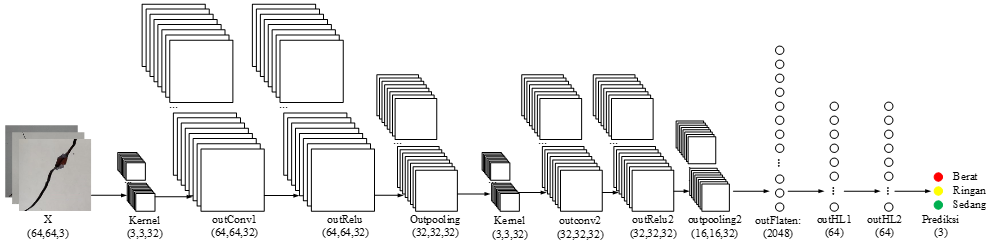 Berat
Ringan
Sedang
X
(64,64,3)
Kernel
(3,3,32)
outConv1
(64,64,32)
outRelu
(64,64,32)
Outpooling
(32,32,32)
Kernel
(3,3,32)
outconv2
(32,32,32)
outRelu2
(32,32,32)
outpooling2
(16,16,32)
outFlaten:
(2048)
outHL1
(64)
outHL2
(64)
Prediksi
(3)